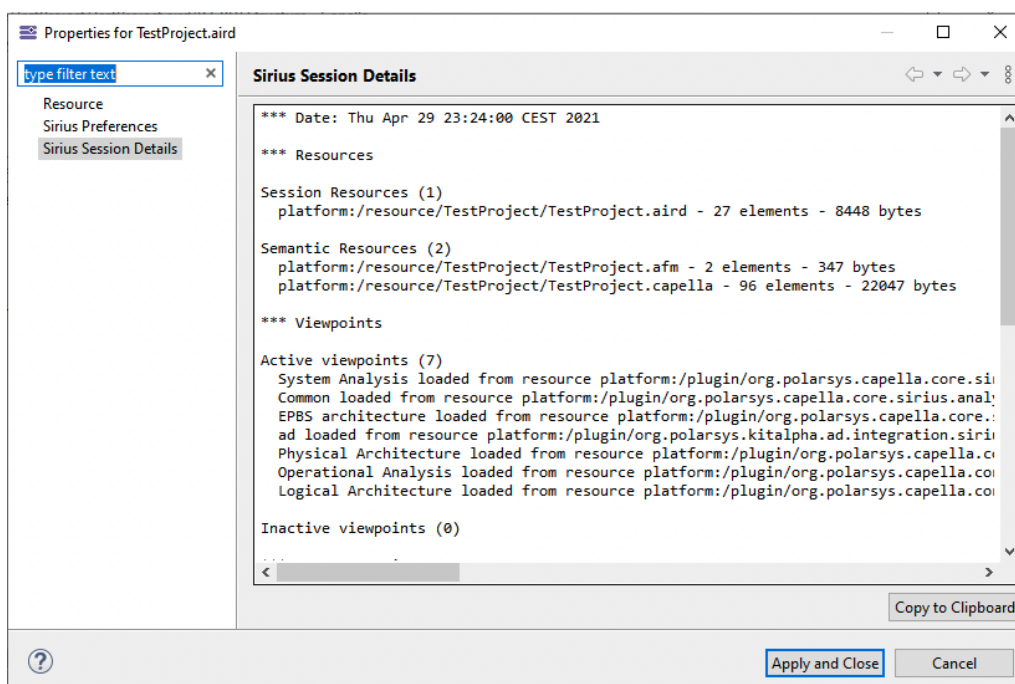 Properties for TestProject.aird
type filter text
Resource
Sirius Preferences
Sirius Session Details
Sirius Session Details
*** Date: Thu Apr 29 23:24:00 CEST 2021
*** Resources
Session Resources (1)
platform:/resource/TestProject/TestProject.aird - 27 elements - 8448 bytes
Semantic Resources (2)
platform:/resource/TestProject/TestProject.afm - 2 elements - 347 bytes
platform:/resource/TestProject/TestProject.capella - 96 elements - 22047 bytes
*** Viewpoints
Active viewpoints (7)
System Analysis loaded from resource platform:/plugin/org.polarsys.capella.core.si
Common loaded from resource platform:/plugin/org.polarsys.capella.core.sirius.analy
EPBS architecture loaded from resource platform:/plugin/org.polarsys.capella.core.
ad loaded from resource platform:/plugin/org.polarsys.kitalpha.ad.integration.siri
Physical Architecture loaded from resource platform:/plugin/org.polarsys.capella.c
Operational Analysis loaded from resource platform:/plugin/org.polarsys.capella.co
Logical Architecture loaded from resource platform:/plugin/org.polarsys.capella.co
Inactive viewpoints (0)
Copy to Clipboard
Apply and Close
Cancel